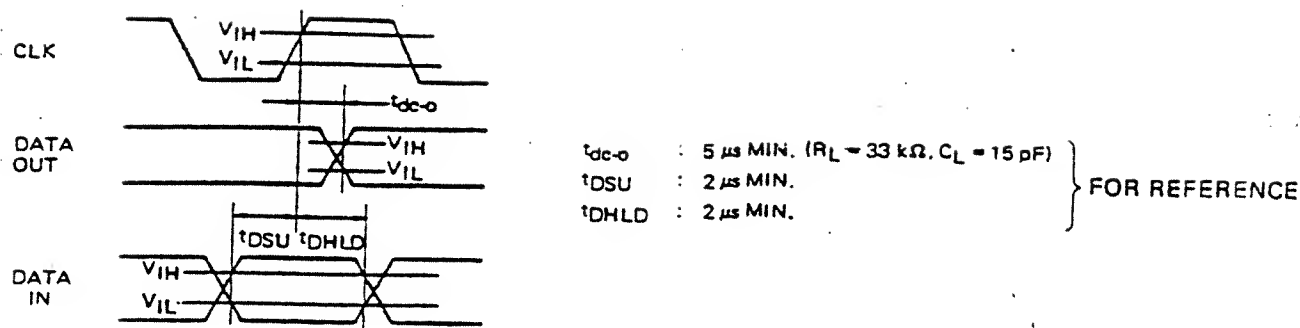 CLK
VIH
VIL
tdc-o
DATA
OUT
VIH
VIL
tDSU tDHLD
DATA
IN
VIH
VIL
tdc-o : 5 μs MIN. (RL = 33 kΩ, CL = 15 pF)
tDSU : 2 μs MIN.
tDHLD : 2 μs MIN.
FOR REFERENCE